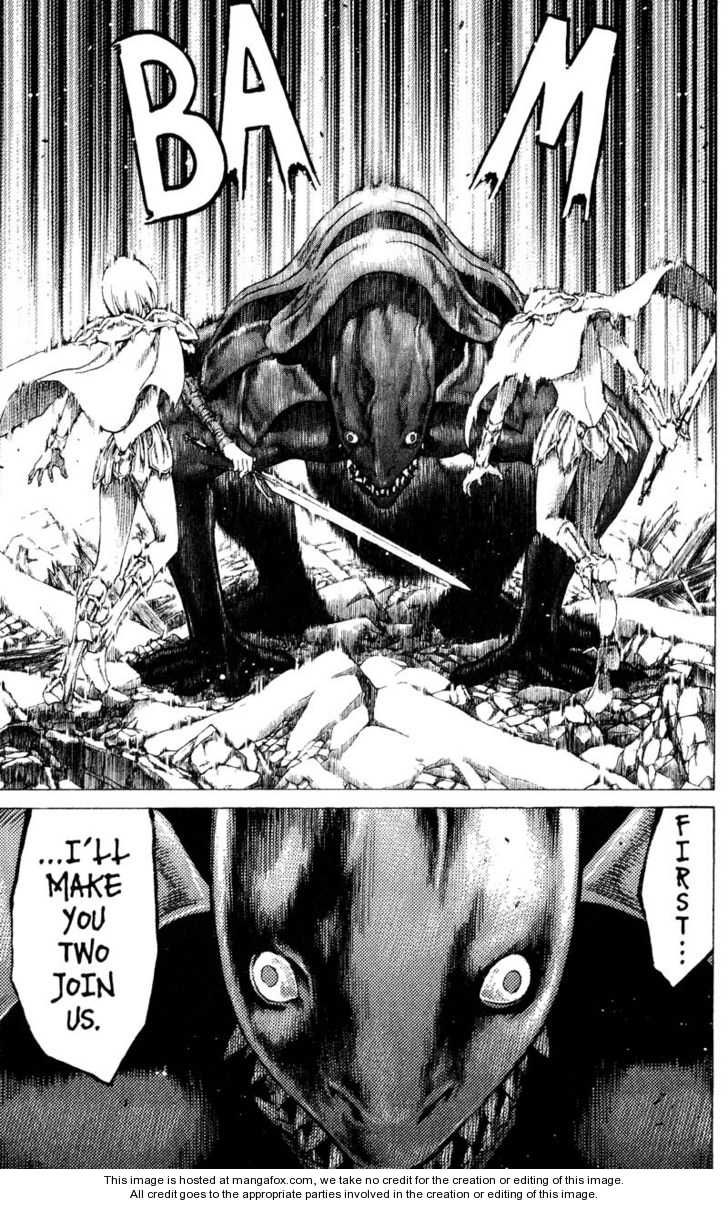 BAM
FIRST...
...I'LL
MAKE
YOU
TWO
JOIN
US.
This image is hosted at mangafox.com, we take no credit for the creation or editing of this image.
All credit goes to the appropriate parties involved in the creation or editing of this image.